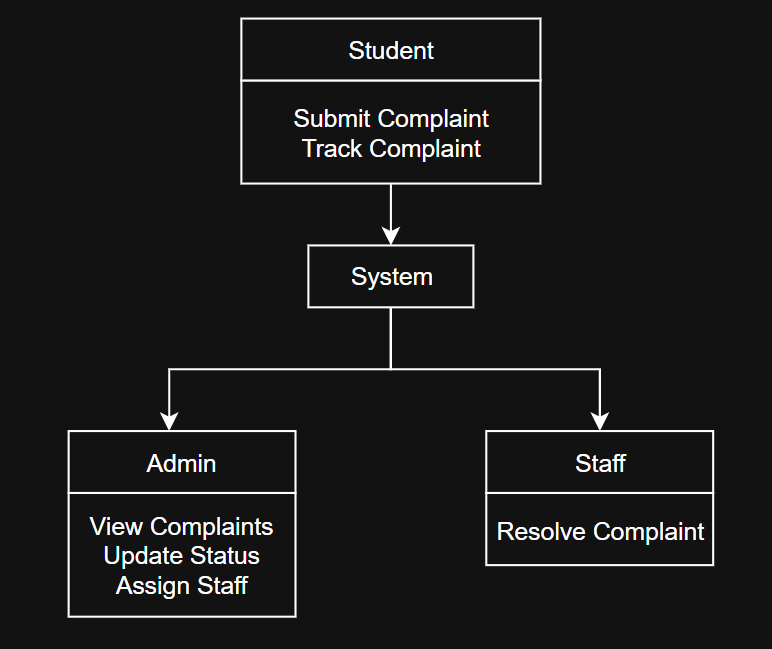 Student
Submit Complaint
Track Complaint
System
Admin
View Complaints
Update Status
Assign Staff
Staff
Resolve Complaint